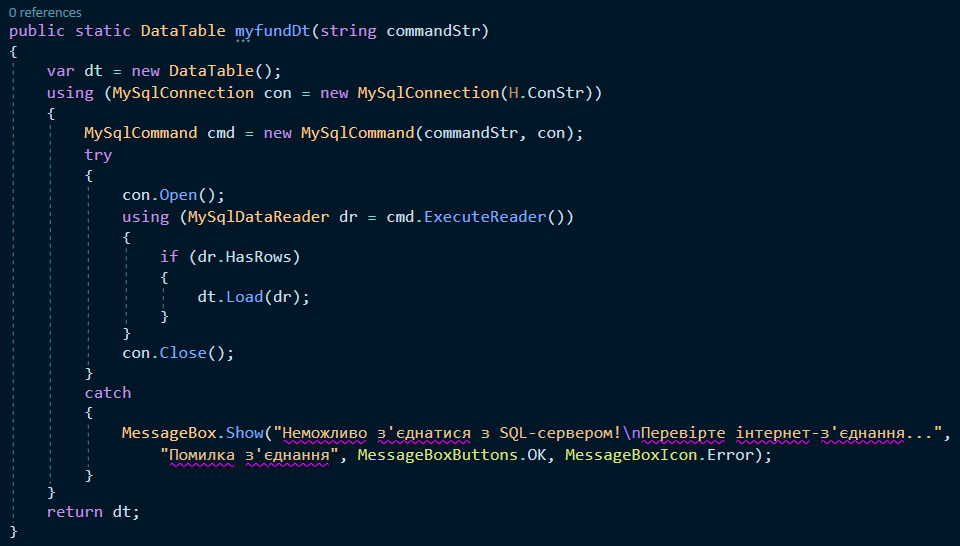 0 references
public static DataTable myfundDt(string commandStr)
{
var dt = new DataTable();
using (MySqlConnection con = new MySqlConnection(H.ConStr))
{
MySqlCommand cmd = new MySqlCommand(commandStr, con);
try
{
con.Open();
using (MySqlDataReader dr = cmd.ExecuteReader())
{
if (dr.HasRows)
{
dt.Load(dr);
}
}
con.Close();
}
catch
{
MessageBox.Show("Неможливо з'єднатися з SQL-сервером!\nПеревірте інтернет-з'єднання...",
"Помилка з'єднання", MessageBoxButtons.OK, MessageBoxIcon.Error);
}
}
return dt;
}